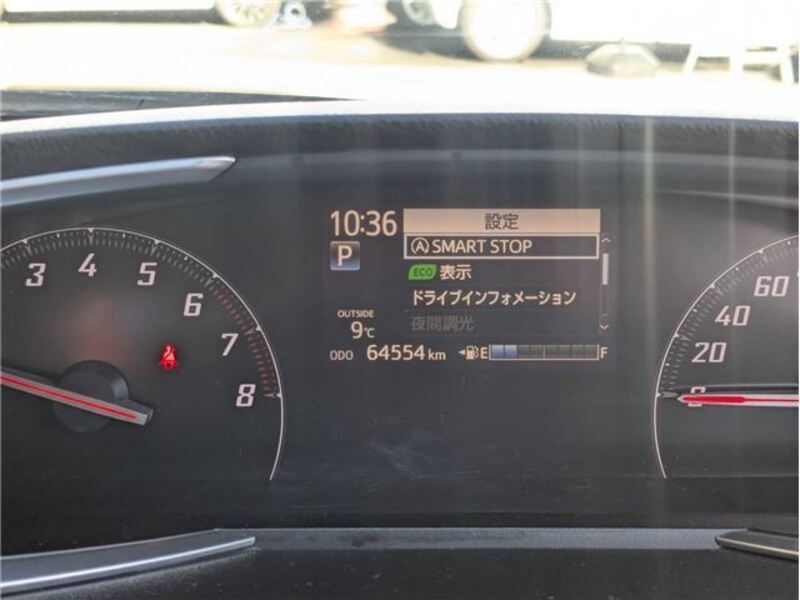 10:36
設定
P
SMART STOP
ECO 表示
ドライブインフォメーション
夜間調光
OUTSIDE
9℃
ODO 64554 km
E F
3 4 5 6 7 8
0 20 40 60